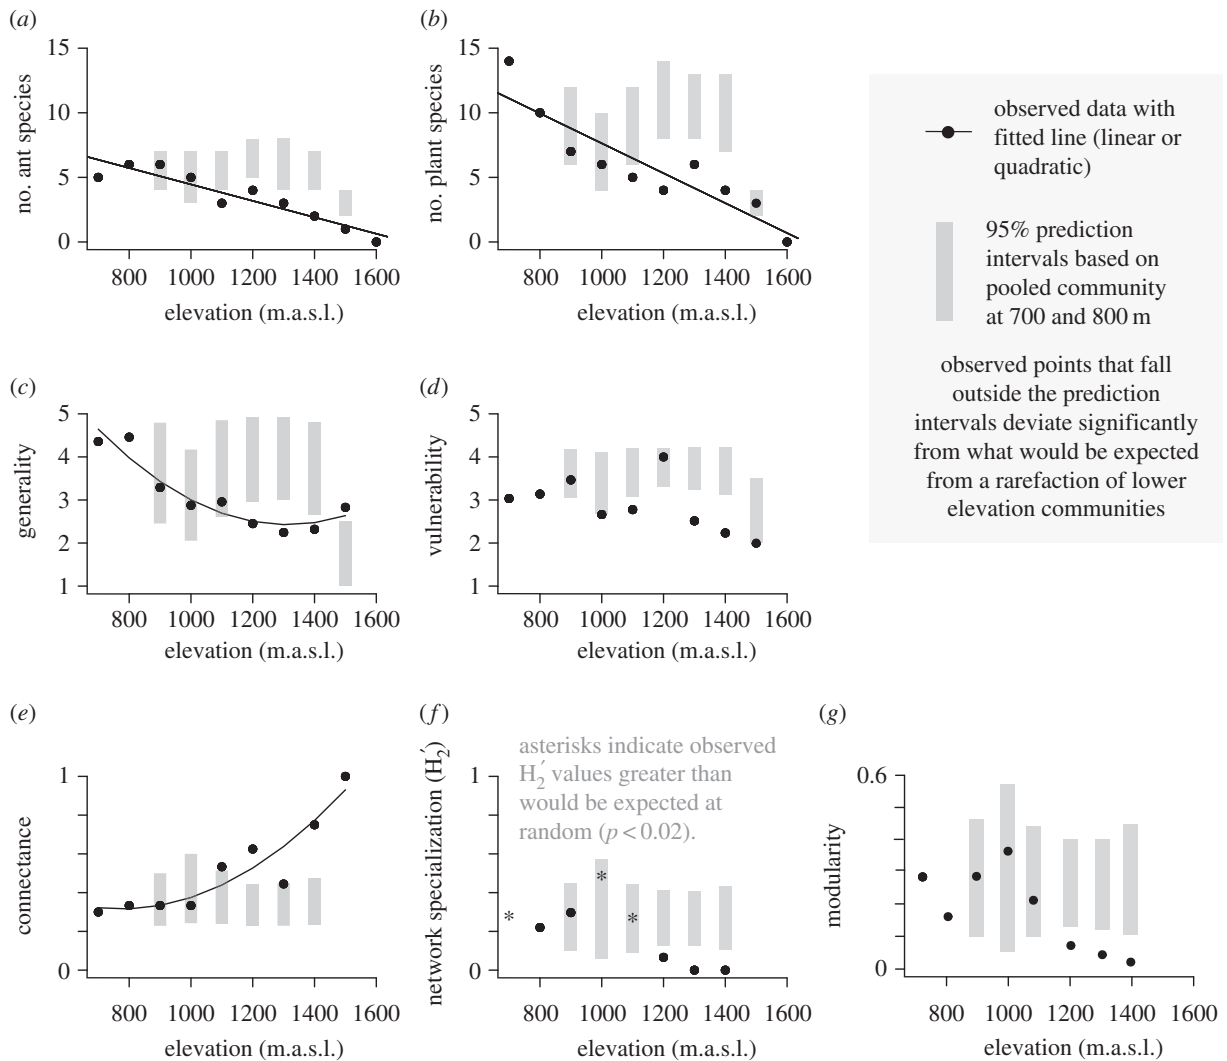 (a)
15
10
5
0
no. ant species
800 1000 1200 1400 1600
elevation (m.a.s.l.)
(b)
15
10
5
0
no. plant species
800 1000 1200 1400 1600
elevation (m.a.s.l.)
observed data with
fitted line (linear or
quadratic)
95% prediction
intervals based on
pooled community
at 700 and 800 m
observed points that fall
outside the prediction
intervals deviate significantly
from what would be expected
from a rarefaction of lower
elevation communities
(c)
5
4
3
2
1
generality
800 1000 1200 1400 1600
elevation (m.a.s.l.)
(d)
5
4
3
2
1
vulnerability
800 1000 1200 1400 1600
elevation (m.a.s.l.)
(e)
1
0
connectance
800 1000 1200 1400 1600
elevation (m.a.s.l.)
(f)
network specialization (H₂′)
asterisks indicate observed
H₂′ values greater than
would be expected at
random (p < 0.02).
1
0
* * *
800 1000 1200 1400 1600
elevation (m.a.s.l.)
(g)
0.6
0
modularity
800 1000 1200 1400 1600
elevation (m.a.s.l.)